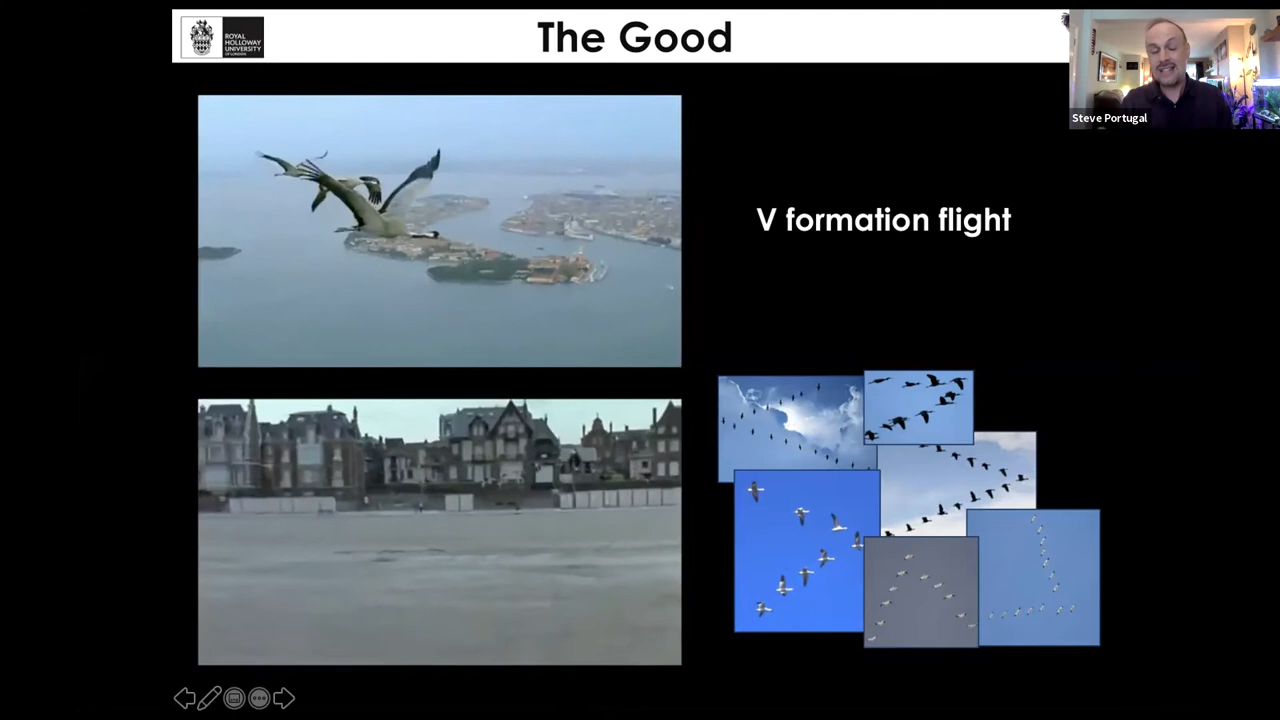 ROYAL
HOLLOWAY
UNIVERSITY
OF LONDON
The Good
Steve Portugal
V formation flight